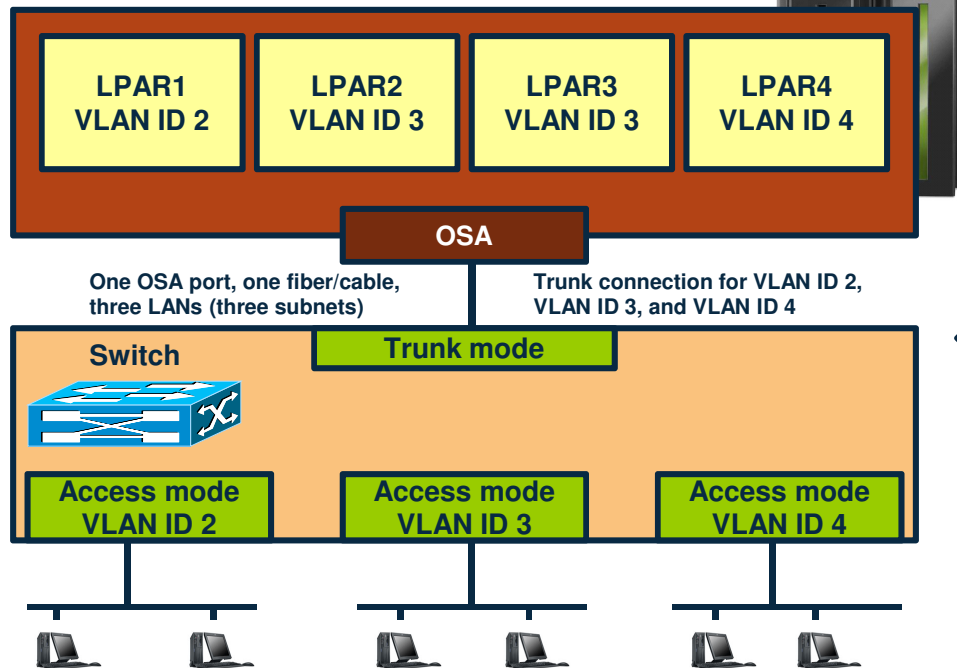 LPAR1
VLAN ID 2
LPAR2
VLAN ID 3
LPAR3
VLAN ID 3
LPAR4
VLAN ID 4
OSA
One OSA port, one fiber/cable,
three LANs (three subnets)
Trunk connection for VLAN ID 2,
VLAN ID 3, and VLAN ID 4
Switch
Trunk mode
Access mode
VLAN ID 2
Access mode
VLAN ID 3
Access mode
VLAN ID 4